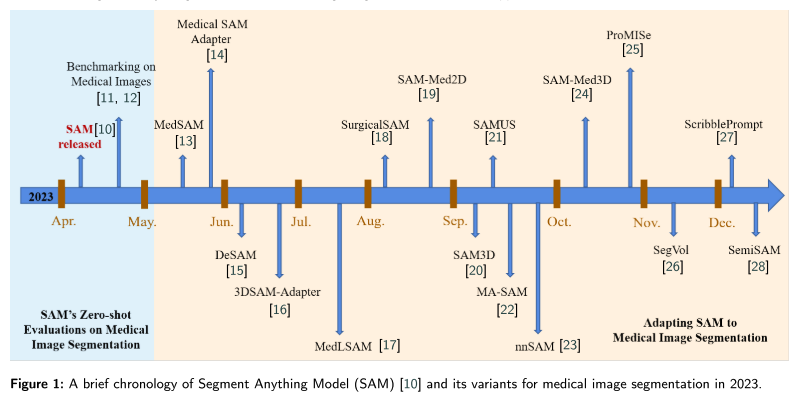 Medical SAM
Adapter
[14]
ProMISe
[25]
Benchmarking on
Medical Images
[11, 12]
SAM-Med2D
[19]
SAM-Med3D
[24]
SAM[10]
released
MedSAM
[13]
SurgicalSAM
[18]
SAMUS
[21]
ScribblePrompt
[27]
2023
Apr.
May.
Jun.
Jul.
Aug.
Sep.
Oct.
Nov.
Dec.
DeSAM
[15]
3DSAM-Adapter
[16]
MedLSAM [17]
SAM3D
[20]
MA-SAM
[22]
nnSAM [23]
SegVol
[26]
SemiSAM
[28]
SAM's Zero-shot
Evaluations on Medical
Image Segmentation
Adapting SAM to
Medical Image Segmentation
Figure 1: A brief chronology of Segment Anything Model (SAM) [10] and its variants for medical image segmentation in 2023.